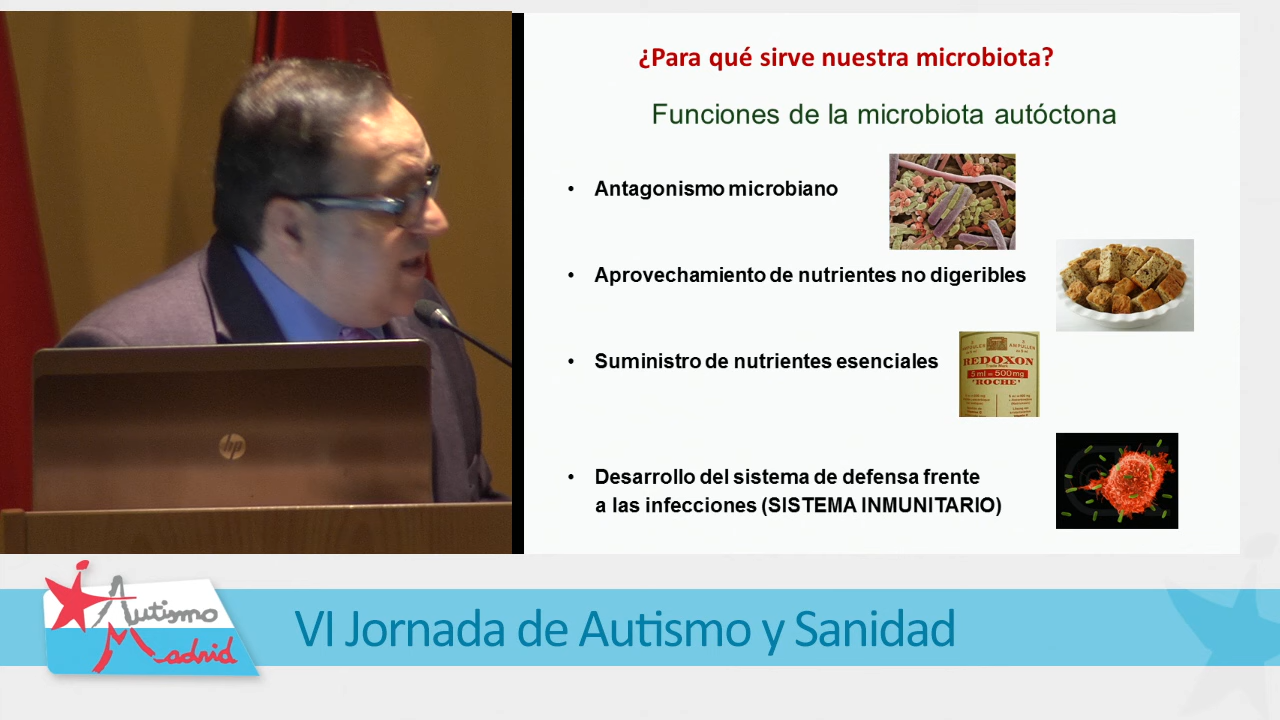 ¿Para qué sirve nuestra microbiota?
Funciones de la microbiota autóctona
• Antagonismo microbiano
• Aprovechamiento de nutrientes no digeribles
• Suministro de nutrientes esenciales
AMPULLEN
REDOXON
5 ml = 500 mg
'ROCHE'
• Desarrollo del sistema de defensa frente
a las infecciones (SISTEMA INMUNITARIO)
hp
Autismo
Madrid
VI Jornada de Autismo y Sanidad